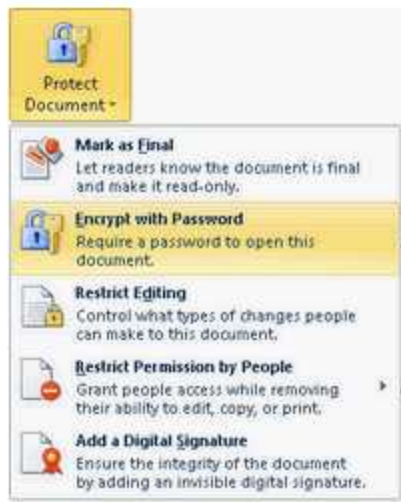 Protect
Document
Mark as Final
Let readers know the document is final
and make it read-only.
Encrypt with Password
Require a password to open this
document.
Restrict Editing
Control what types of changes people
can make to this document.
Restrict Permission by People
Grant people access while removing
their ability to edit, copy, or print.
Add a Digital Signature
Ensure the integrity of the document
by adding an invisible digital signature.